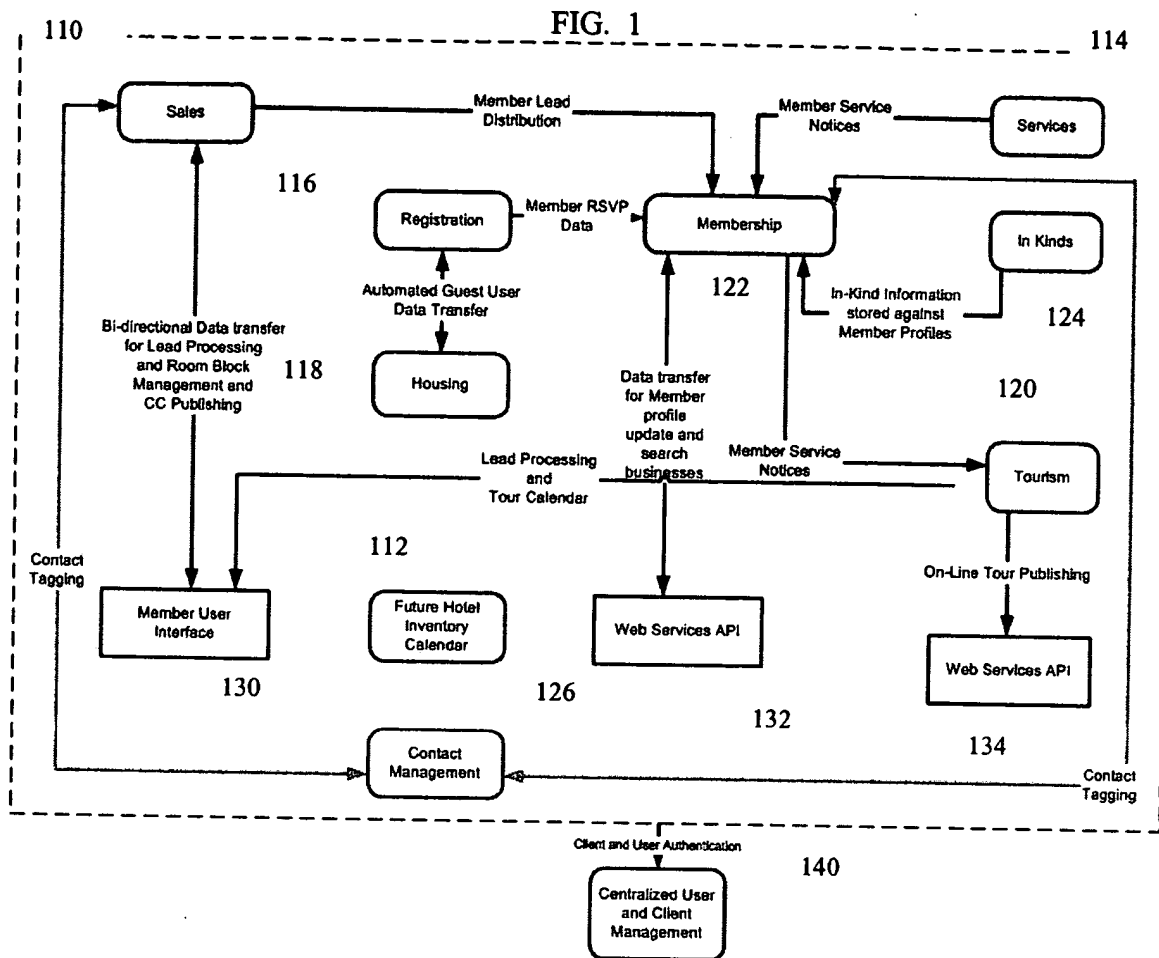 FIG. 1
110
114
Sales
Member Lead
Distribution
Member Service
Notices
Services
116
Registration
Member RSVP
Data
Membership
In Kinds
122
124
Automated Guest User
Data Transfer
In-Kind Information
stored against
Member Profiles
Bi-directional Data transfer
for Lead Processing
and Room Block
Management and
CC Publishing
118
Housing
120
Data transfer
for Member
profile
update and
search
businesses
Lead Processing
and
Tour Calendar
Member Service
Notices
Tourism
112
Contact
Tagging
On-Line Tour Publishing
Member User
Interface
Future Hotel
Inventory
Calendar
Web Services API
Web Services API
130
126
132
134
Contact
Management
Contact
Tagging
Client and User Authentication
140
Centralized User
and Client
Management